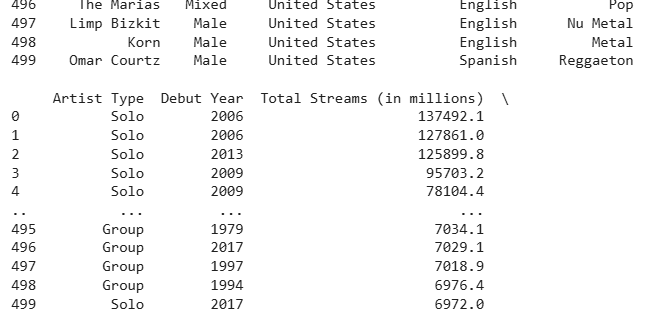 496 The Marias Mixed United States English Pop
497 Limp Bizkit Male United States English Nu Metal
498 Korn Male United States English Metal
499 Omar Courtz Male United States Spanish Reggaeton
Artist Type Debut Year Total Streams (in millions) \
0 Solo 2006 137492.1
1 Solo 2006 127861.0
2 Solo 2013 125899.8
3 Solo 2009 95703.2
4 Solo 2009 78104.4
.. ... ... ...
495 Group 1979 7034.1
496 Group 2017 7029.1
497 Group 1997 7018.9
498 Group 1994 6976.4
499 Solo 2017 6972.0